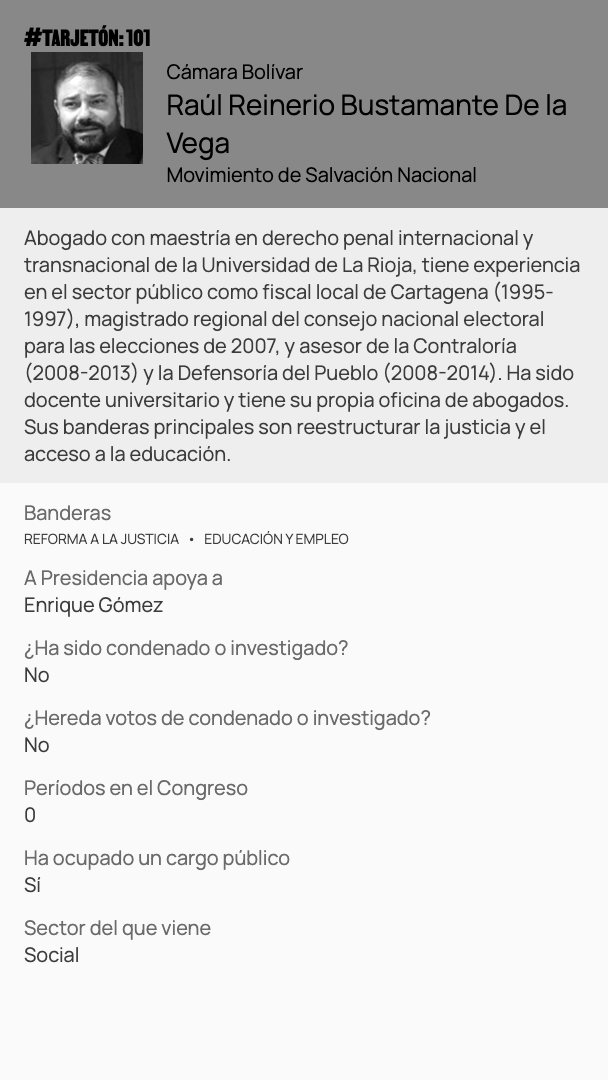 #TARJETÓN: 101
Cámara Bolívar
Raúl Reinerio Bustamante De la
Vega
Movimiento de Salvación Nacional
Abogado con maestría en derecho penal internacional y
transnacional de la Universidad de La Rioja, tiene experiencia
en el sector público como fiscal local de Cartagena (1995-
1997), magistrado regional del consejo nacional electoral
para las elecciones de 2007, y asesor de la Contraloría
(2008-2013) y la Defensoría del Pueblo (2008-2014). Ha sido
docente universitario y tiene su propia oficina de abogados.
Sus banderas principales son reestructurar la justicia y el
acceso a la educación.
Banderas
REFORMA A LA JUSTICIA • EDUCACIÓN Y EMPLEO
A Presidencia apoya a
Enrique Gómez
¿Ha sido condenado o investigado?
No
¿Hereda votos de condenado o investigado?
No
Períodos en el Congreso
0
Ha ocupado un cargo público
Sí
Sector del que viene
Social